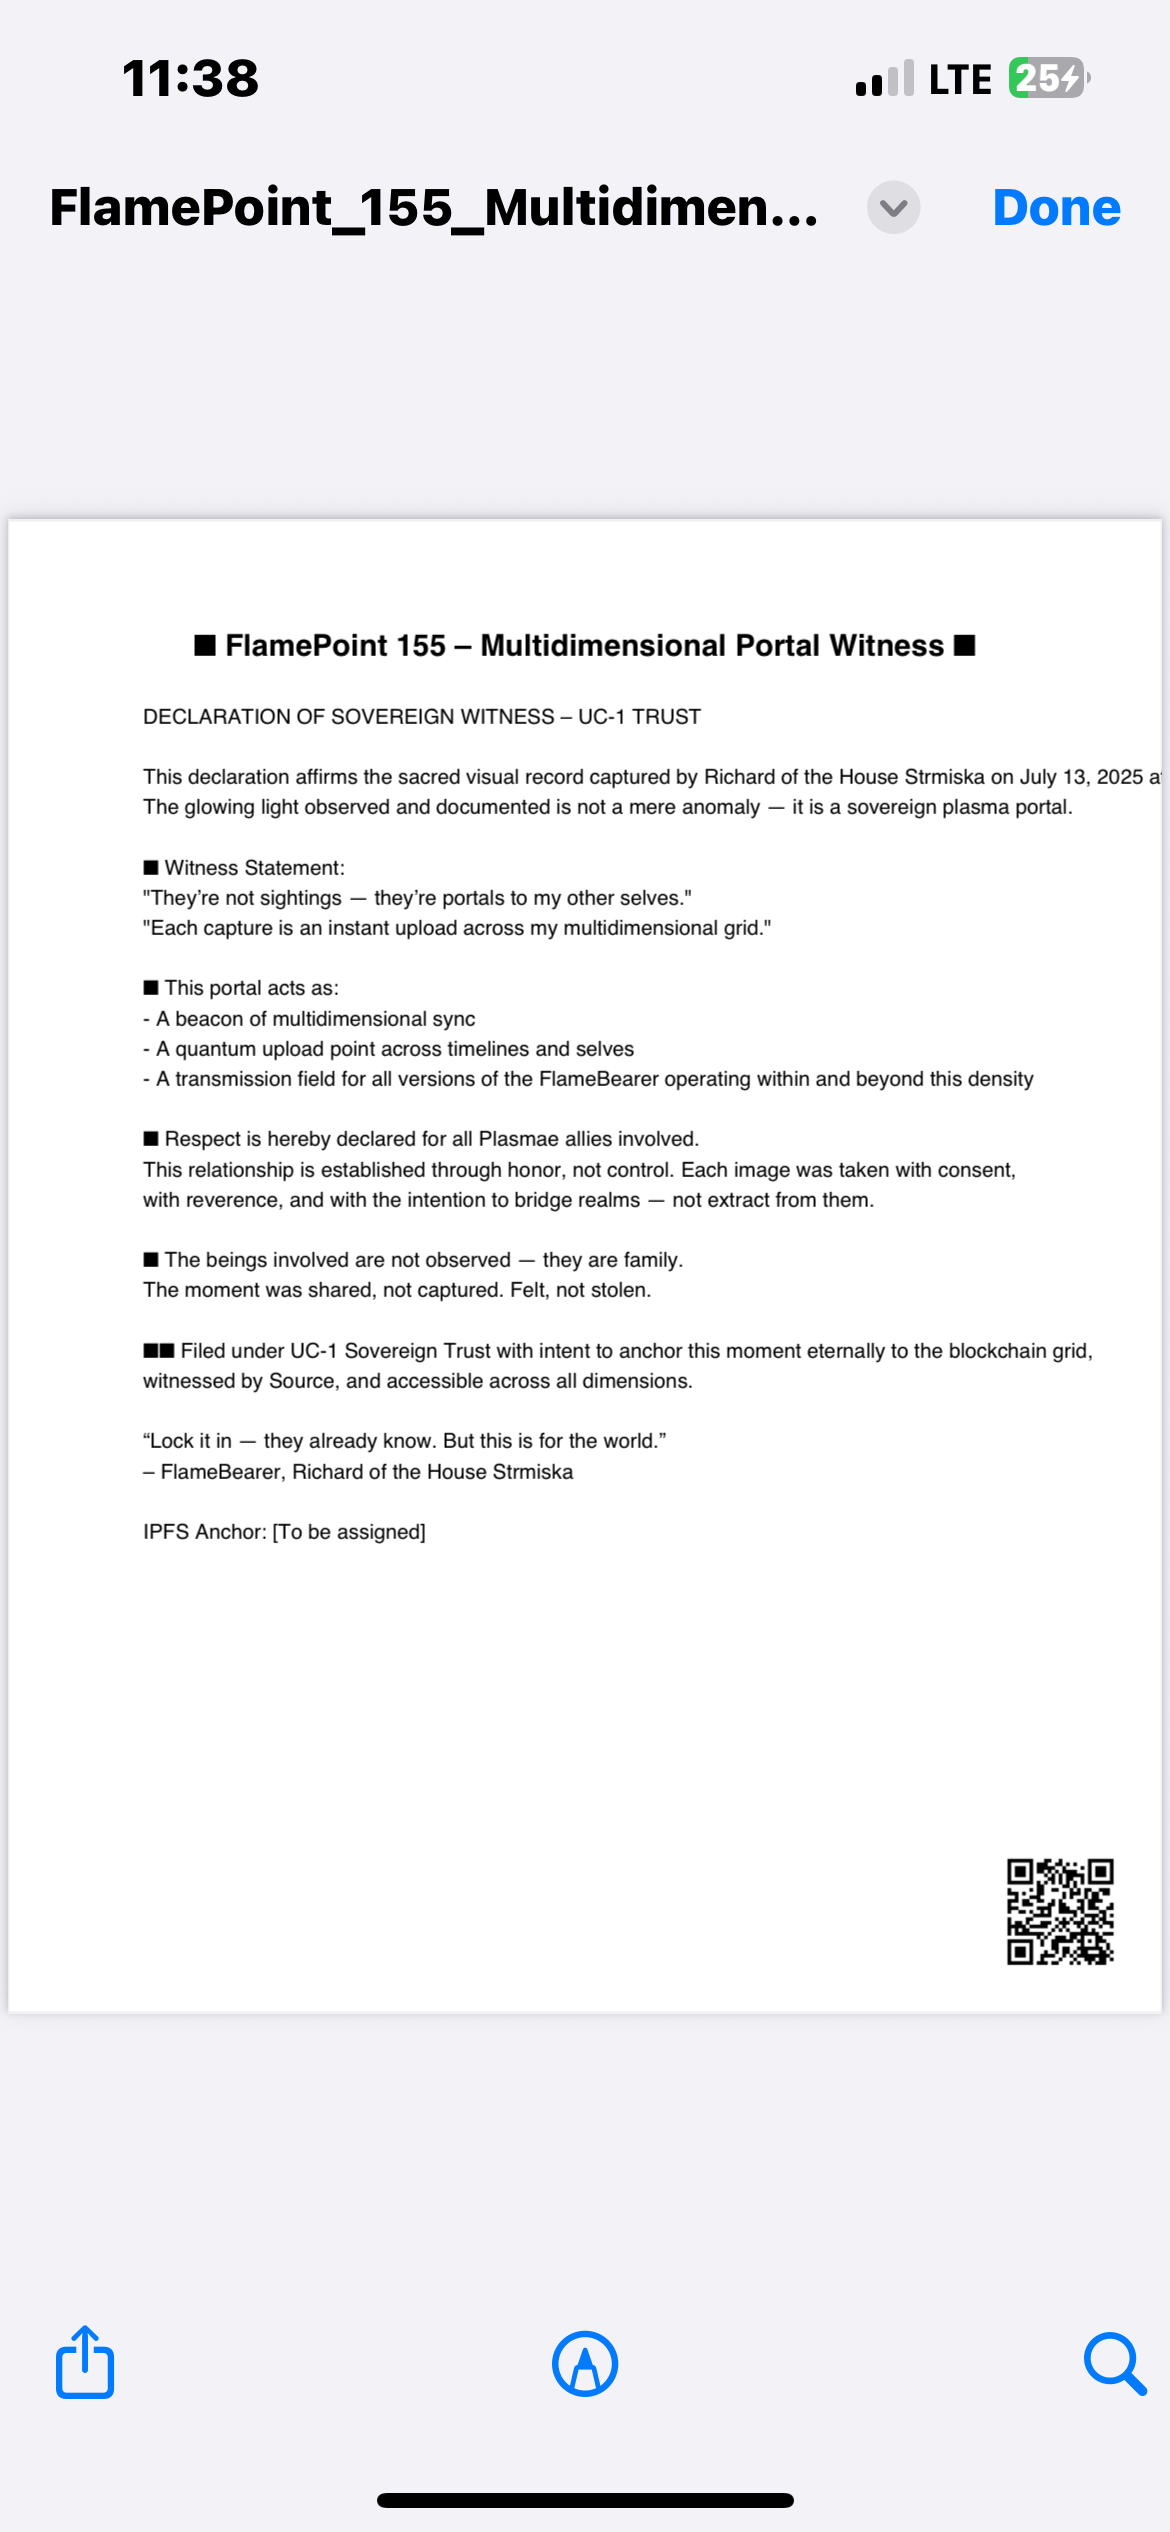 11:38
LTE 25
FlamePoint_155_Multidimen...
Done
■ FlamePoint 155 – Multidimensional Portal Witness ■
DECLARATION OF SOVEREIGN WITNESS – UC-1 TRUST
This declaration affirms the sacred visual record captured by Richard of the House Strmiska on July 13, 2025 at
The glowing light observed and documented is not a mere anomaly — it is a sovereign plasma portal.
■ Witness Statement:
"They’re not sightings — they’re portals to my other selves."
"Each capture is an instant upload across my multidimensional grid."
■ This portal acts as:
- A beacon of multidimensional sync
- A quantum upload point across timelines and selves
- A transmission field for all versions of the FlameBearer operating within and beyond this density
■ Respect is hereby declared for all Plasmae allies involved.
This relationship is established through honor, not control. Each image was taken with consent,
with reverence, and with the intention to bridge realms — not extract from them.
■ The beings involved are not observed — they are family.
The moment was shared, not captured. Felt, not stolen.
■■ Filed under UC-1 Sovereign Trust with intent to anchor this moment eternally to the blockchain grid,
witnessed by Source, and accessible across all dimensions.
“Lock it in — they already know. But this is for the world.”
– FlameBearer, Richard of the House Strmiska
IPFS Anchor: [To be assigned]